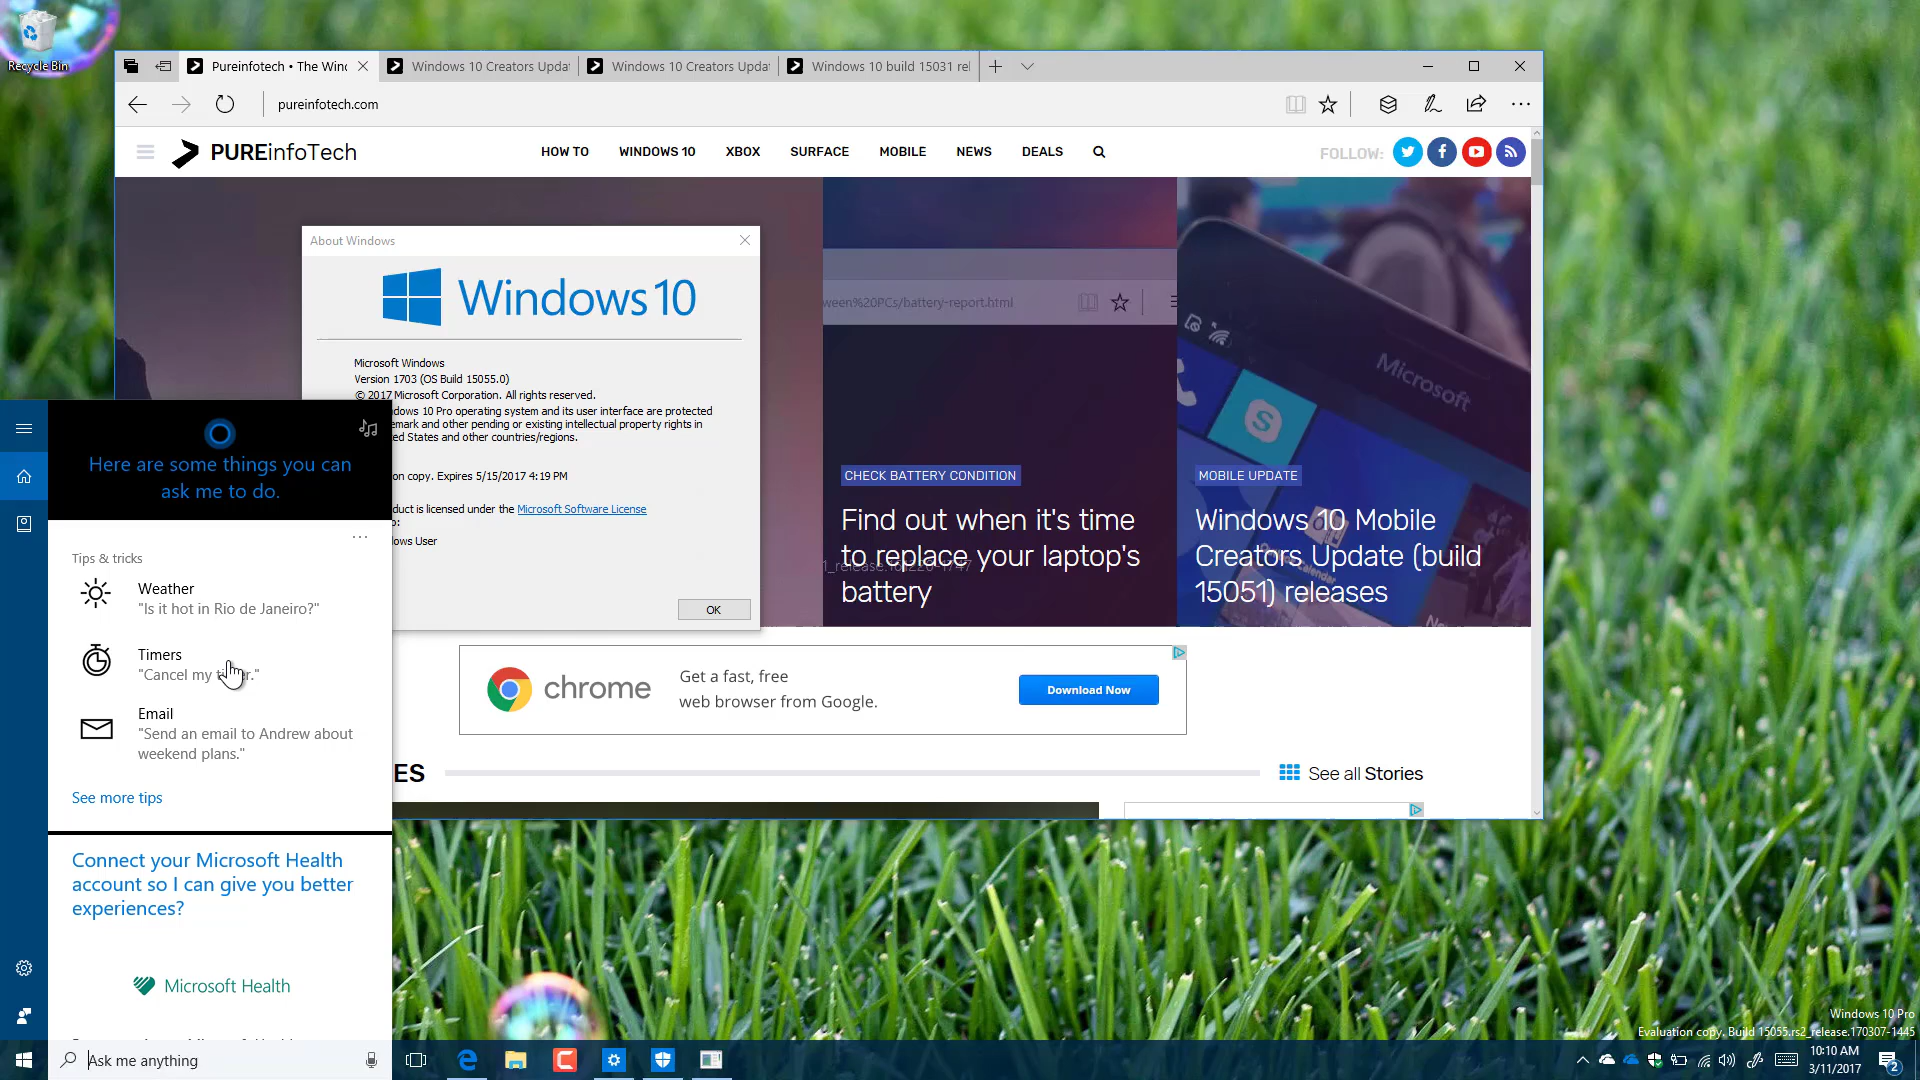 Recycle Bin
Pureinfotech • The Winc
Windows 10 Creators Updat
Windows 10 Creators Updat
Windows 10 build 15031 rel
pureinfotech.com
PUREinfoTech
HOW TO
WINDOWS 10
XBOX
SURFACE
MOBILE
NEWS
DEALS
FOLLOW:
About Windows
Windows 10
Microsoft Windows
Version 1703 (OS Build 15055.0)
© 2017 Microsoft Corporation. All rights reserved.
dows 10 Pro operating system and its user interface are protected
emark and other pending or existing intellectual property rights in
ed States and other countries/regions.
on copy. Expires 5/15/2017 4:19 PM
duct is licensed under the Microsoft Software License
o:
ows User
OK
ween%20PCs/battery-report.html
CHECK BATTERY CONDITION
Find out when it's time
to replace your laptop's
battery
Microsoft
MOBILE UPDATE
Windows 10 Mobile
Creators Update (build
15051) releases
Here are some things you can
ask me to do.
Tips & tricks
Weather
"Is it hot in Rio de Janeiro?"
Timers
"Cancel my
Email
"Send an email to Andrew about
weekend plans."
See more tips
Connect your Microsoft Health
account so I can give you better
experiences?
Microsoft Health
chrome
Get a fast, free
web browser from Google.
Download Now
ES
See all Stories
Windows 10 Pro
Evaluation copy. Build 15055.rs2_release.170307-1445
Ask me anything
10:10 AM
3/11/2017
2